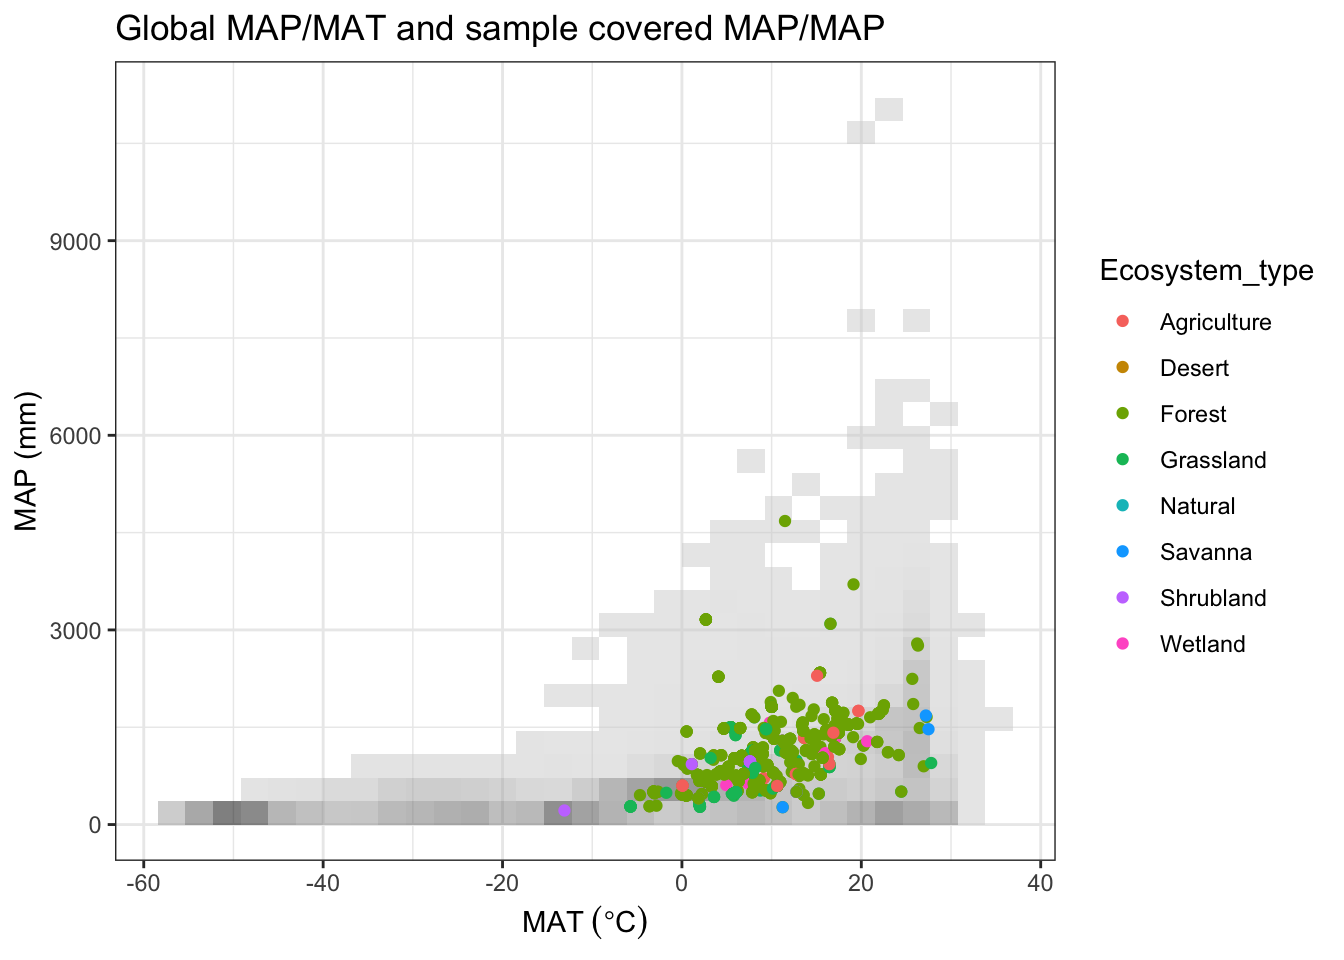 Global MAP/MAT and sample covered MAP/MAP
MAP (mm)
9000
6000
3000
0
-60 -40 -20 0 20 40
MAT (°C)
Ecosystem_type
Agriculture
Desert
Forest
Grassland
Natural
Savanna
Shrubland
Wetland